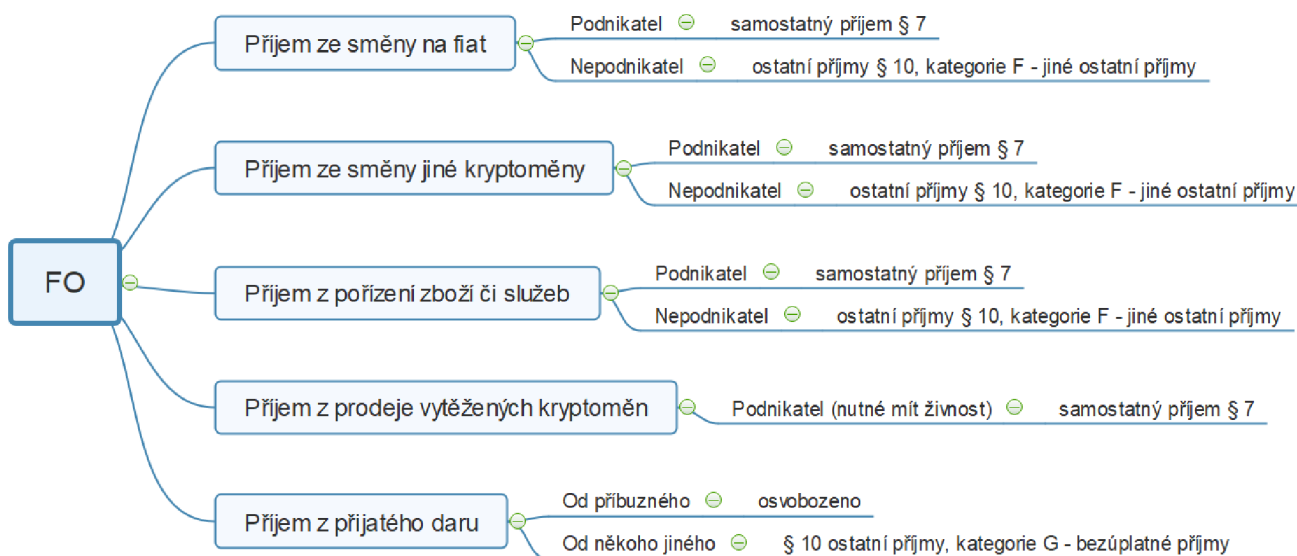 Příjem ze směny na fiat
Podnikatel samostatný příjem § 7
Nepodnikatel ostatní příjmy § 10, kategorie F - jiné ostatní příjmy
Příjem ze směny jiné kryptoměny
Podnikatel samostatný příjem § 7
Nepodnikatel ostatní příjmy § 10, kategorie F - jiné ostatní příjmy
FO
Příjem z pořízení zboží či služeb
Podnikatel samostatný příjem § 7
Nepodnikatel ostatní příjmy § 10, kategorie F - jiné ostatní příjmy
Příjem z prodeje vytěžených kryptoměn
Podnikatel (nutné mít živnost) samostatný příjem § 7
Příjem z přijatého daru
Od příbuzného osvobozeno
Od někoho jiného § 10 ostatní příjmy, kategorie G - bezúplatné příjmy